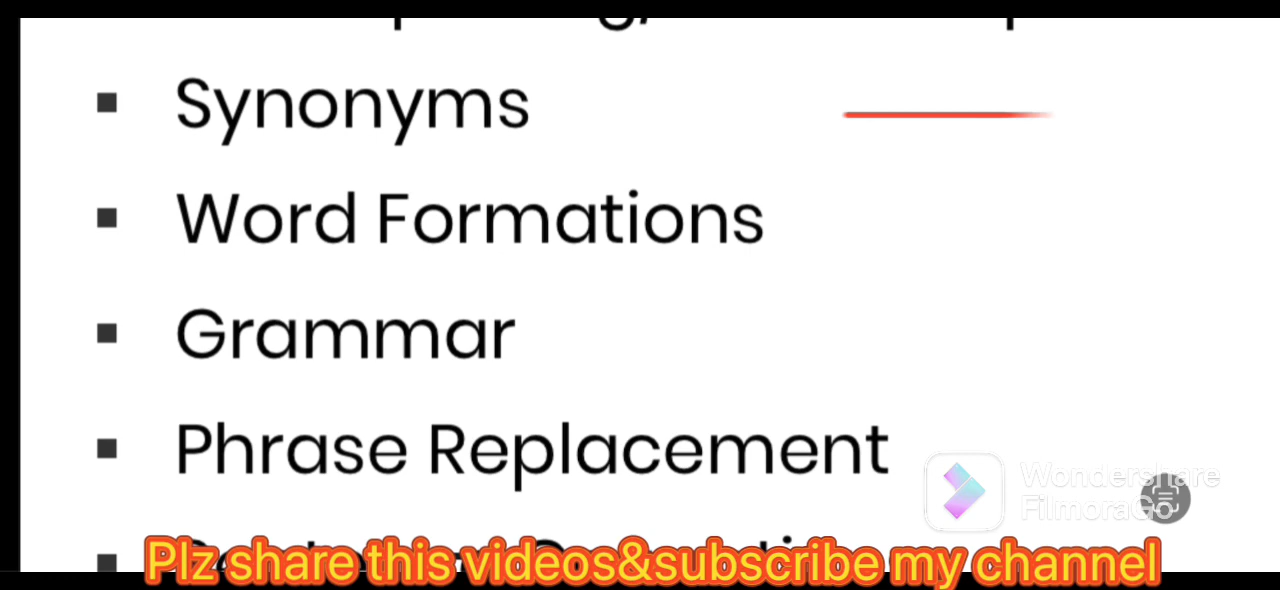 Synonyms
Word Formations
Grammar
Phrase Replacement
Wondershare
FilmoraGo
Plz share this videos&subscribe my channel